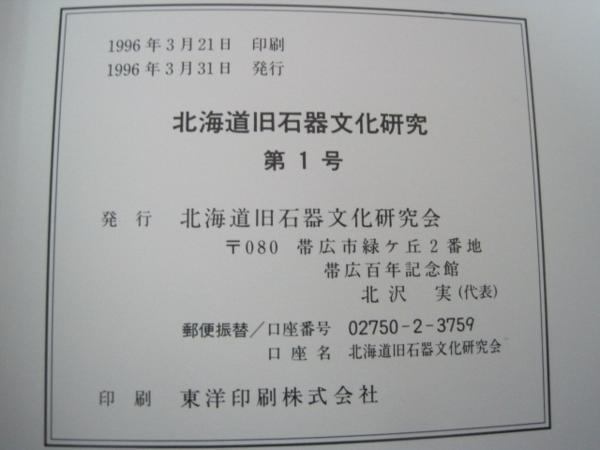 1996年3月21日 印刷
1996年3月31日 発行
北海道旧石器文化研究
第1号
発行 北海道旧石器文化研究会
〒080 帯広市緑ケ丘2番地
帯広百年記念館
北沢 実(代表)
郵便振替/口座番号 02750-2-3759
口座名 北海道旧石器文化研究会
印刷 東洋印刷株式会社